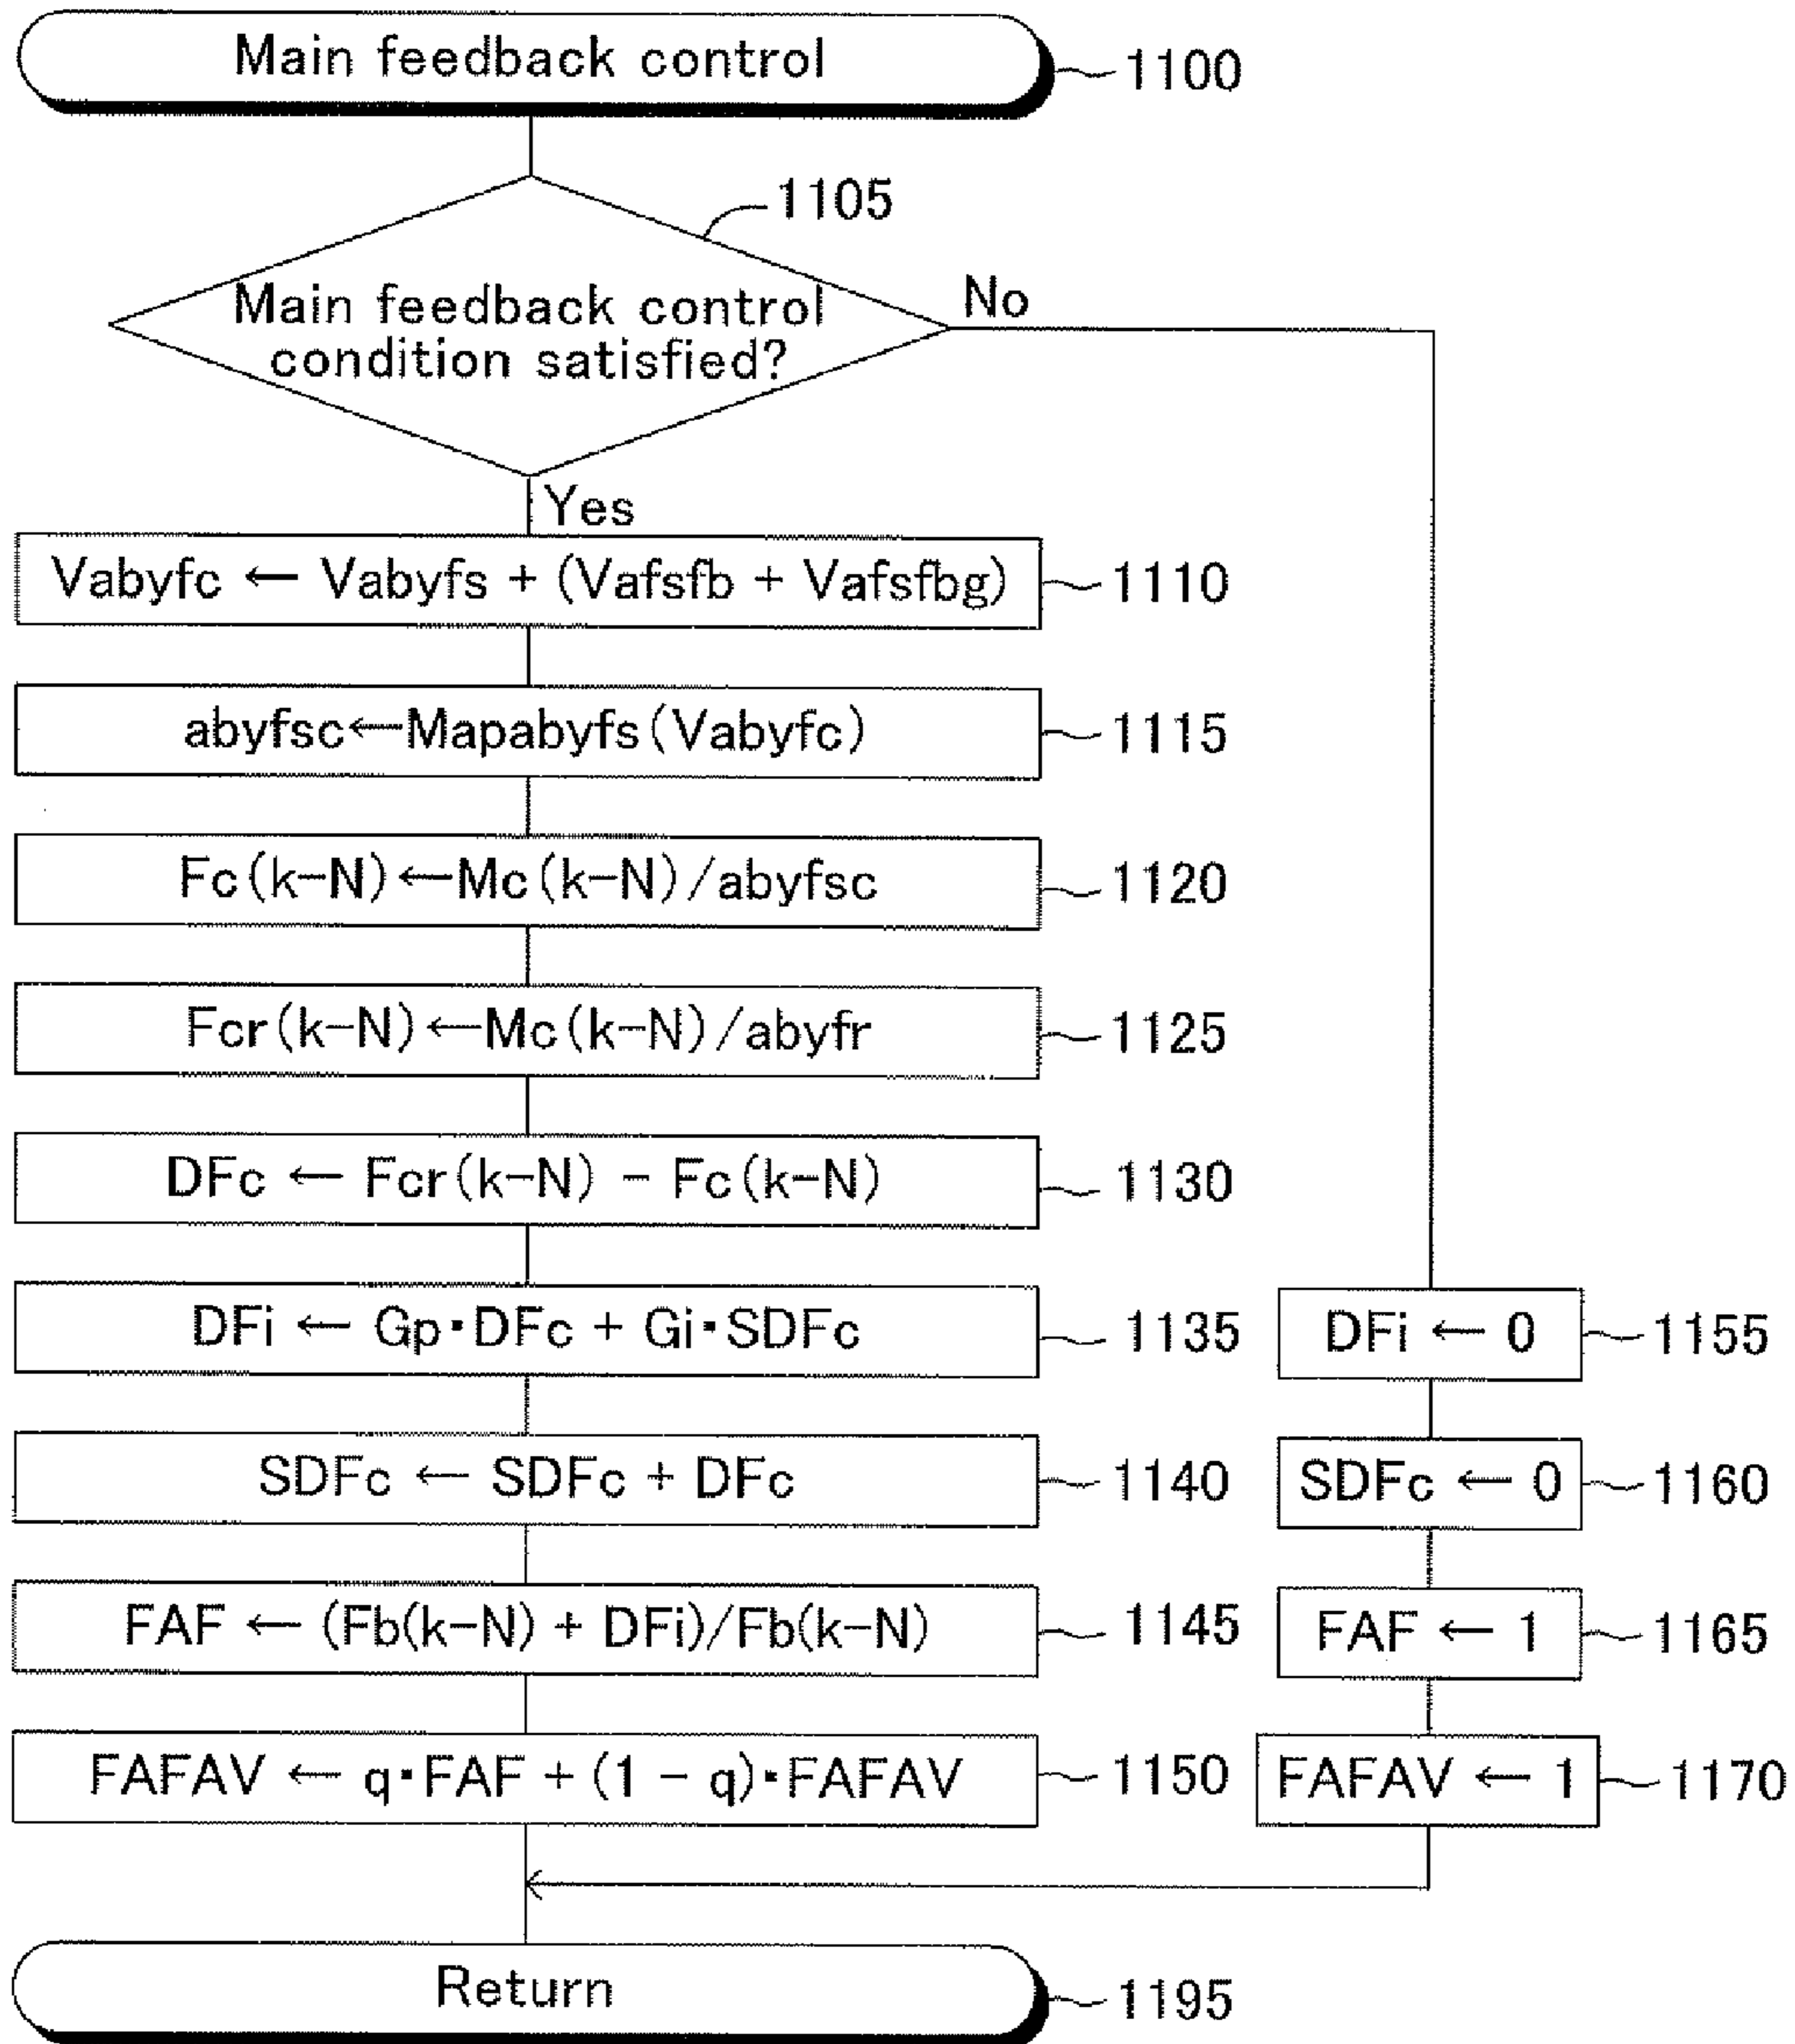 Main feedback control
1100
1105
Main feedback control
condition satisfied?
No
Yes
Vabyfc ← Vabyfs + (Vafsfb + Vafsfbg)
1110
abyfsc←Mapabyfs(Vabyfc)
1115
Fc(k-N)←Mc(k-N)/abyfsc
1120
Fcr(k-N)←Mc(k-N)/abyfr
1125
DFc ← Fcr(k-N) - Fc(k-N)
1130
DFi ← Gp·DFc + Gi·SDFc
1135
DFi ← 0
1155
SDFc ← SDFc + DFc
1140
SDFc ← 0
1160
FAF ← (Fb(k-N) + DFi)/Fb(k-N)
1145
FAF ← 1
1165
FAFAV ← q·FAF + (1 - q)·FAFAV
1150
FAFAV ← 1
1170
Return
1195